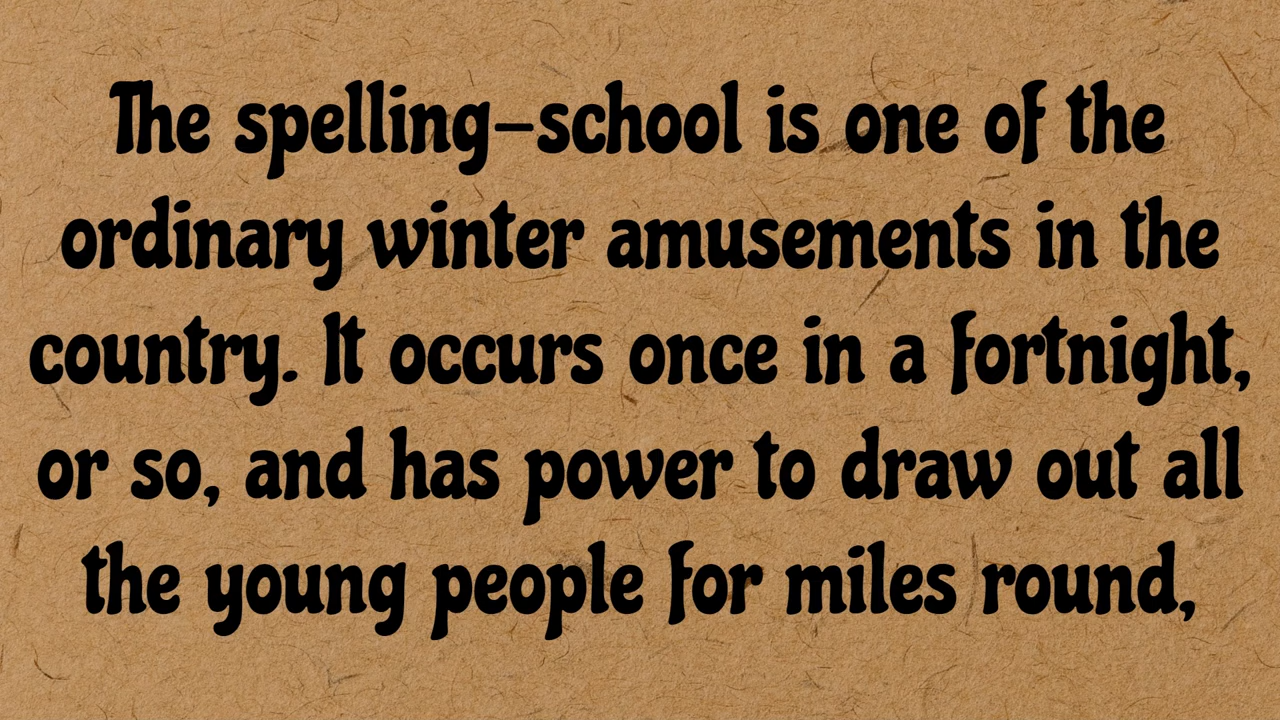 The spelling-school is one of the
ordinary winter amusements in the
country. It occurs once in a fortnight,
or so, and has power to draw out all
the young people for miles round,